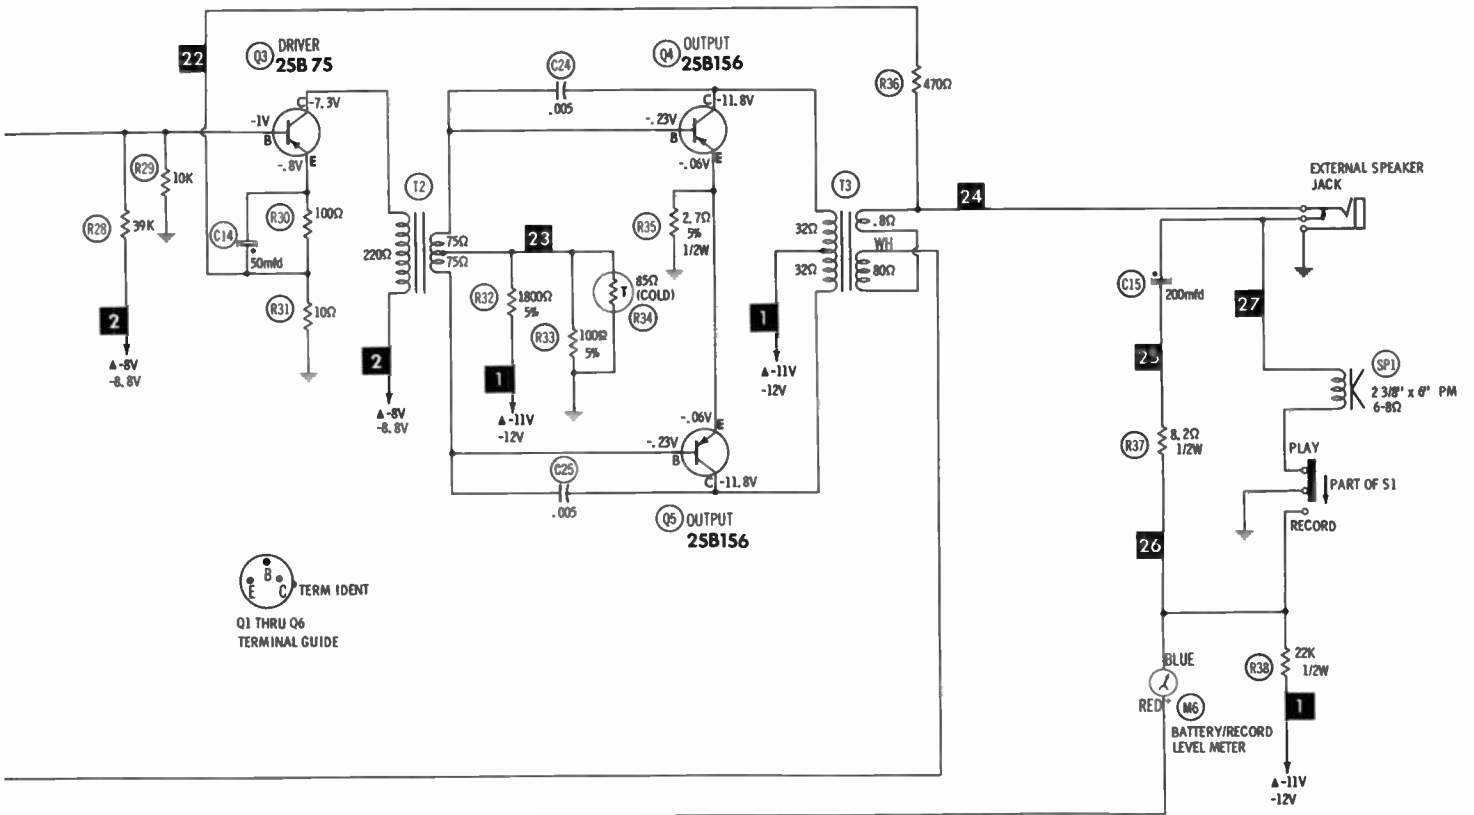 22
Q3
DRIVER
25B 75
C
-7.3V
-1V
B
-.8V
E
R29
10K
R28
39K
C14
50mfd
R30
100Ω
R31
10Ω
2
▲-8V
-8.8V
T2
220Ω
75Ω
75Ω
2
▲-8V
-8.8V
C24
.005
23
R32
1800Ω
5%
R33
100Ω
5%
T
85Ω
(COLD)
R34
1
▲-11V
-12V
Q4
OUTPUT
25B156
C
-11.8V
-.23V
B
-.06V
E
R35
2.7Ω
5%
1/2W
C25
.005
-.06V
E
-.23V
B
C
-11.8V
Q5
OUTPUT
25B156
T3
32Ω
32Ω
.8Ω
WH
80Ω
1
▲-11V
-12V
R36
470Ω
24
EXTERNAL SPEAKER
JACK
C15
200mfd
27
25
R37
8.2Ω
1/2W
26
SP1
2 3/8" x 6" PM
6-8Ω
PLAY
PART OF S1
RECORD
BLUE
RED
+
M6
BATTERY/RECORD
LEVEL METER
R38
22K
1/2W
1
▲-11V
-12V
B
E
C
TERM IDENT
Q1 THRU Q6
TERMINAL GUIDE